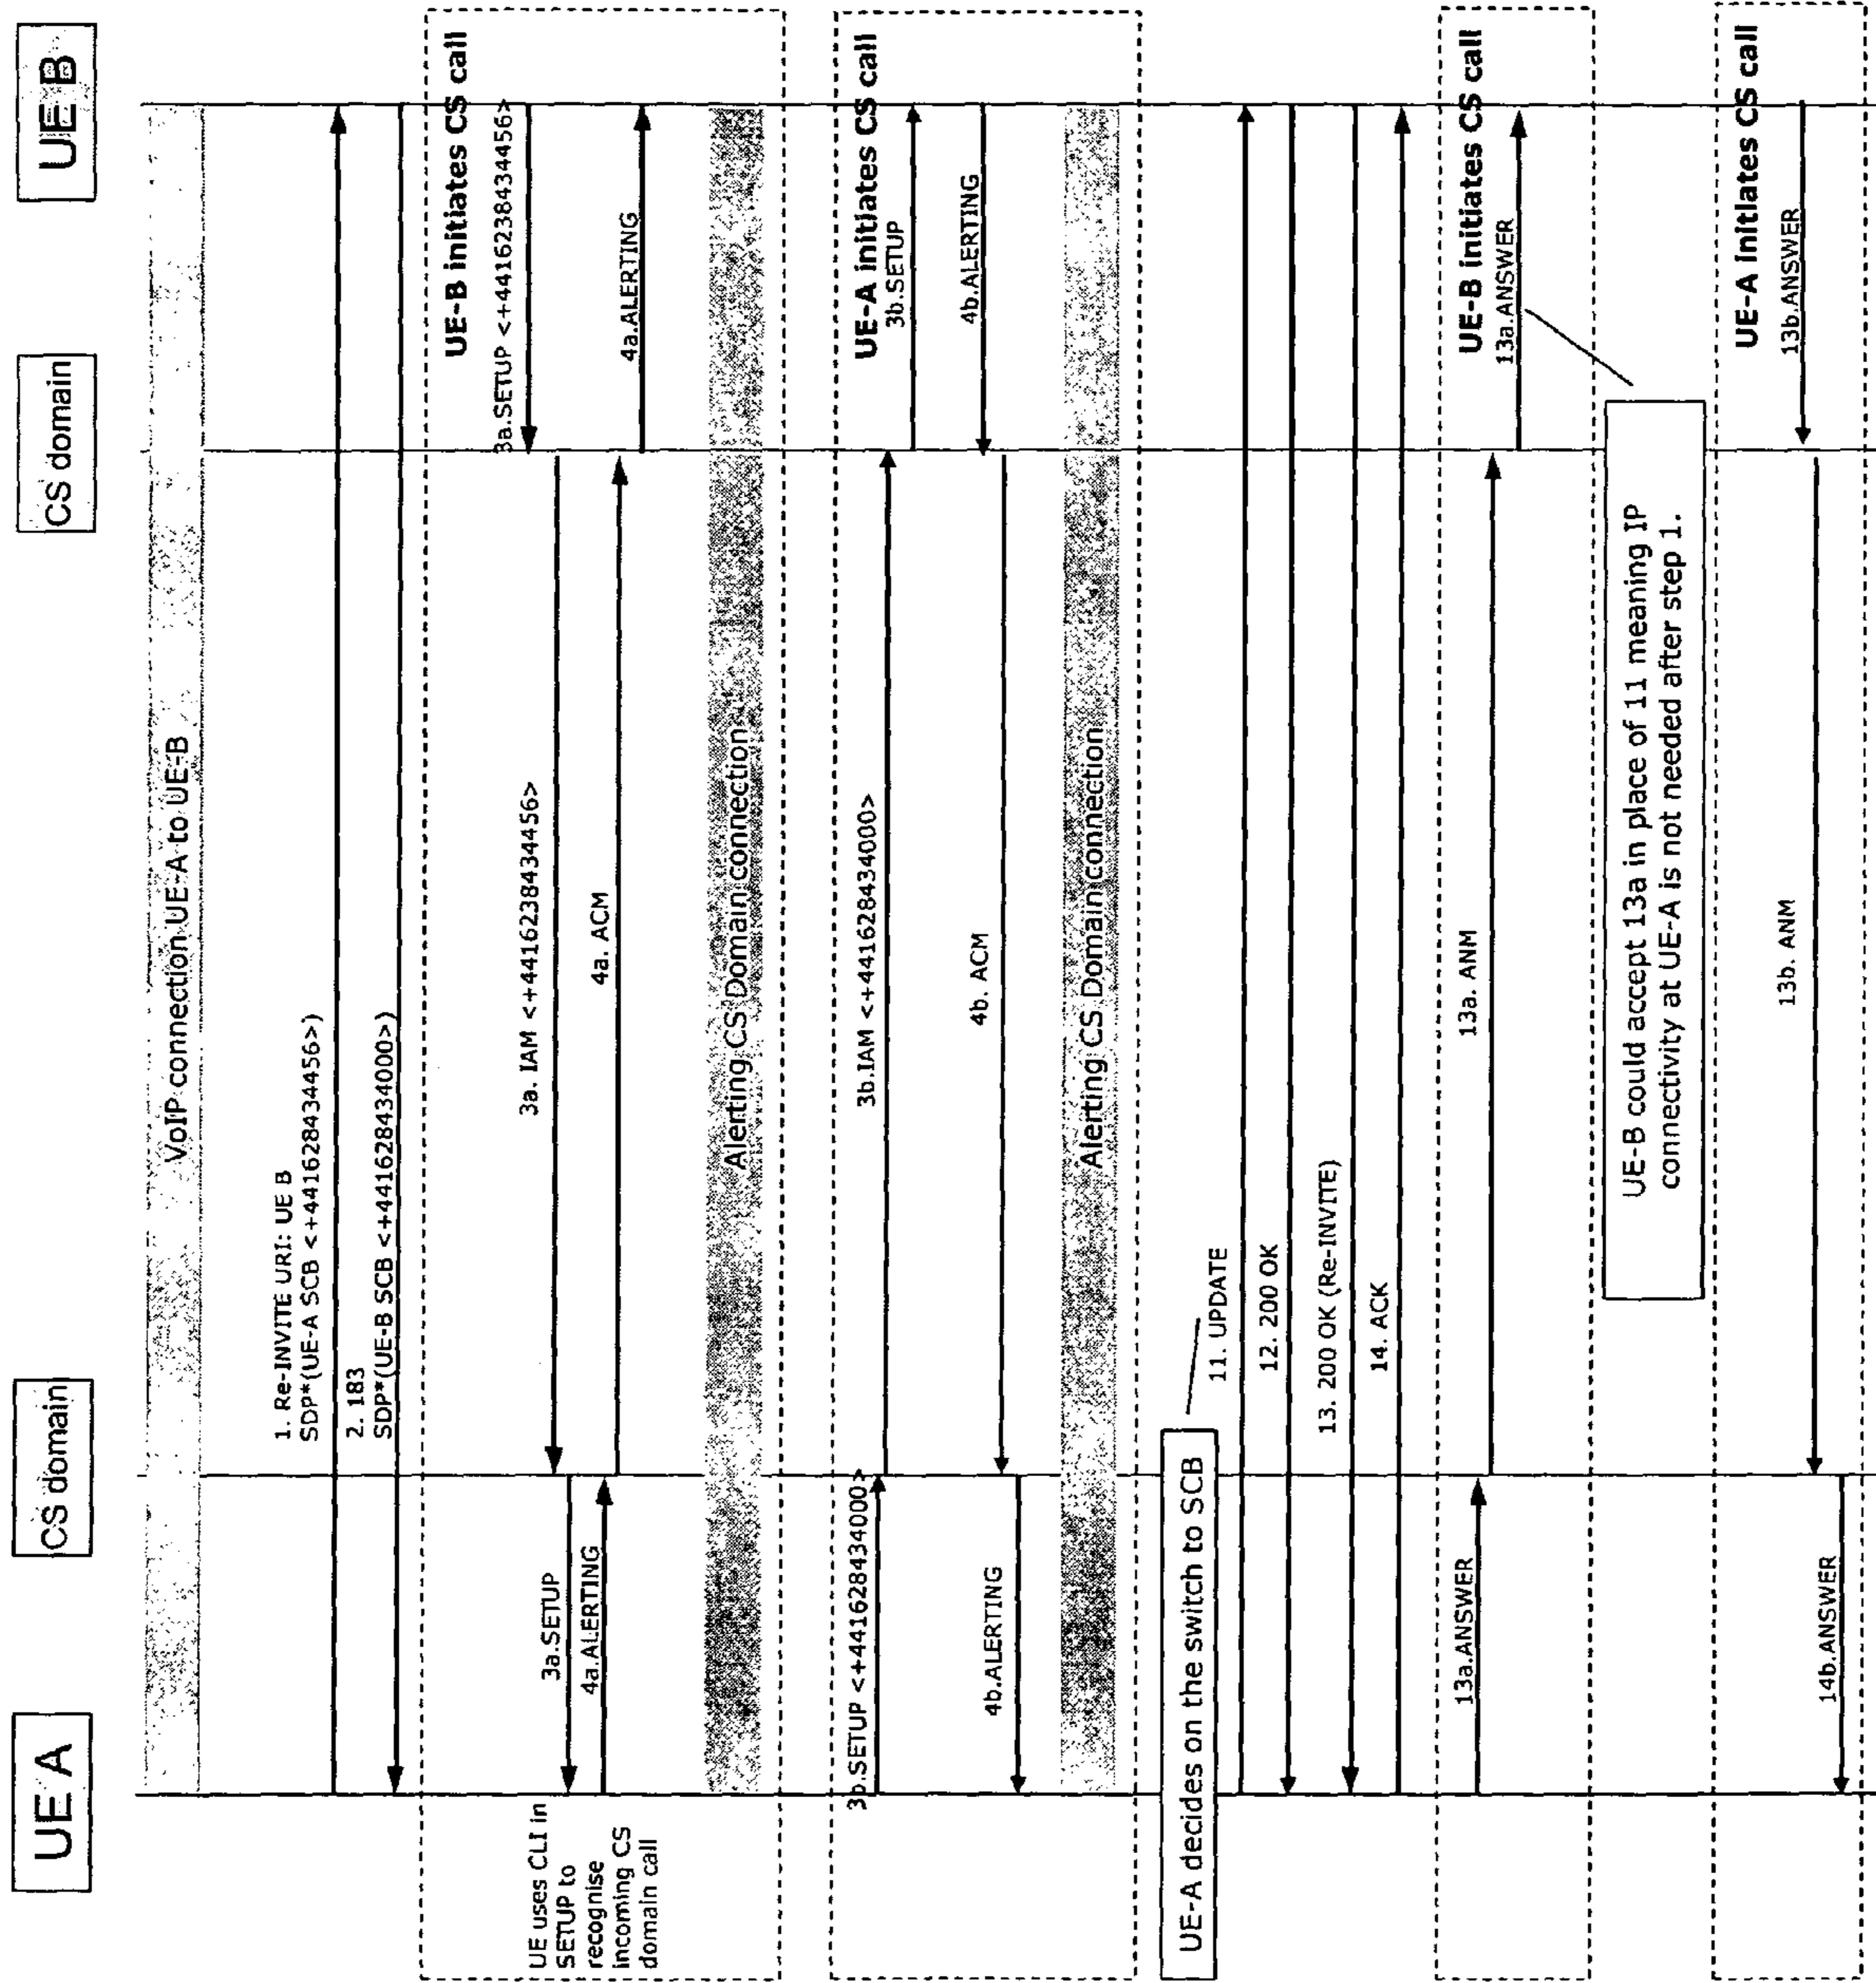 UE A
CS domain
CS domain
UE B
VoIP connection UE-A to UE-B
1. Re-INVITE URI: UE B
SDP*(UE-A SCB <+441628434456>)
2. 183
SDP*(UE-B SCB <+441628434000>)
UE-B initiates CS call
3a.SETUP <+4416238434456>
3a. IAM <+4416238434456>
3a.SETUP
UE uses CLI in
SETUP to
recognise
incoming CS
domain call
4a.ALERTING
4a. ACM
4a.ALERTING
Alerting CS Domain connection
UE-A initiates CS call
3b.SETUP <+441628434000>
3b.IAM <+441628434000>
3b.SETUP
4b.ALERTING
4b. ACM
4b.ALERTING
Alerting CS Domain connection
UE-A decides on the switch to SCB
11. UPDATE
12. 200 OK
13. 200 OK (Re-INVITE)
14. ACK
UE-B initiates CS call
13a.ANSWER
13a. ANM
13a.ANSWER
UE-B could accept 13a in place of 11 meaning IP
connectivity at UE-A is not needed after step 1.
UE-A initiates CS call
13b.ANSWER
13b. ANM
14b.ANSWER